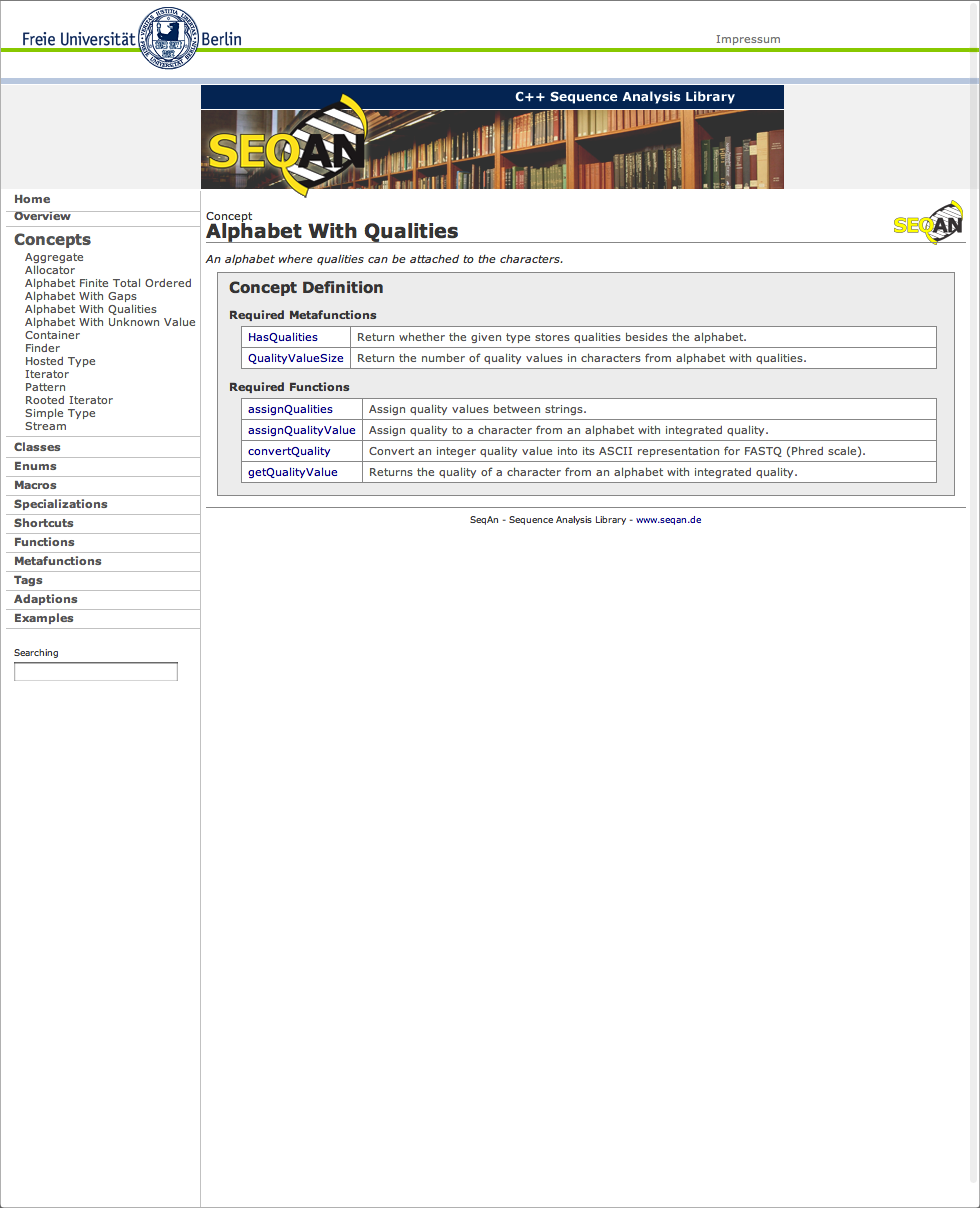 Freie Universität Berlin
Impressum
C++ Sequence Analysis Library
SEQAN
Home
Overview
Concepts
Aggregate
Allocator
Alphabet Finite Total Ordered
Alphabet With Gaps
Alphabet With Qualities
Alphabet With Unknown Value
Container
Finder
Hosted Type
Iterator
Pattern
Rooted Iterator
Simple Type
Stream
Classes
Enums
Macros
Specializations
Shortcuts
Functions
Metafunctions
Tags
Adaptions
Examples
Searching
Concept
Alphabet With Qualities
SEQAN
An alphabet where qualities can be attached to the characters.
Concept Definition
Required Metafunctions
HasQualities Return whether the given type stores qualities besides the alphabet.
QualityValueSize Return the number of quality values in characters from alphabet with qualities.
Required Functions
assignQualities Assign quality values between strings.
assignQualityValue Assign quality to a character from an alphabet with integrated quality.
convertQuality Convert an integer quality value into its ASCII representation for FASTQ (Phred scale).
getQualityValue Returns the quality of a character from an alphabet with integrated quality.
SeqAn - Sequence Analysis Library - www.seqan.de